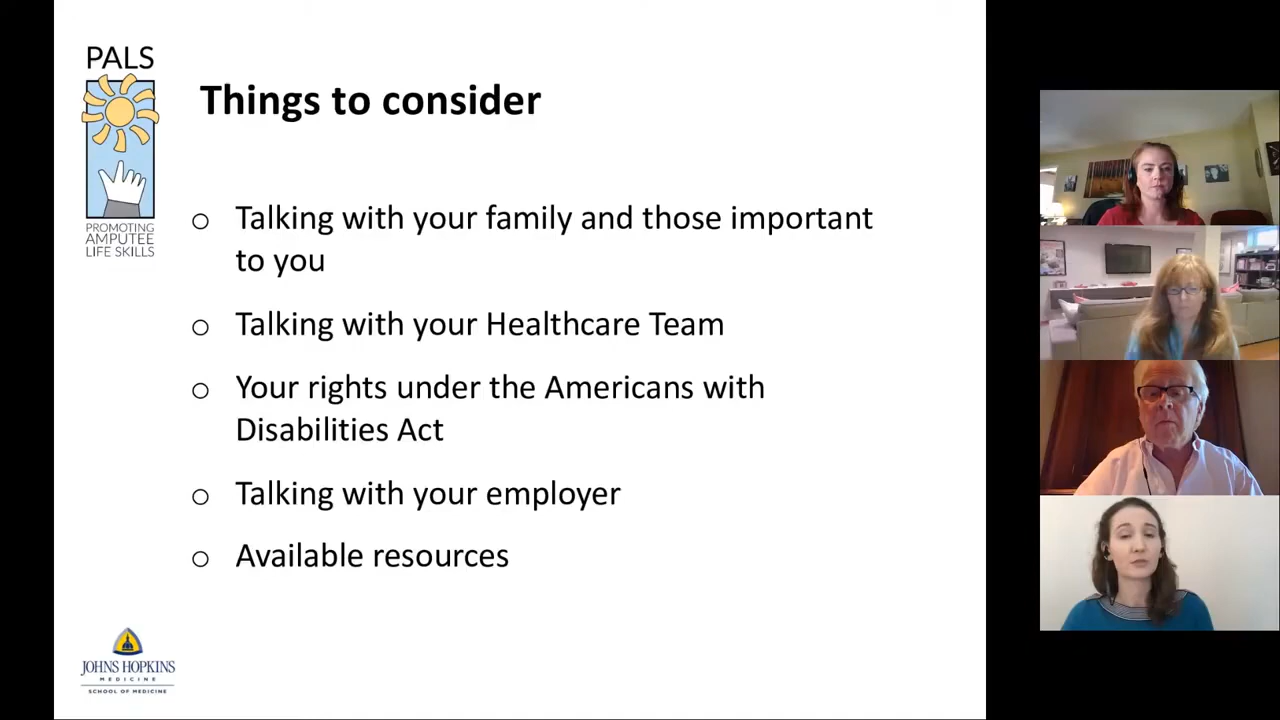 PALS
PROMOTING
AMPUTEE
LIFE SKILLS
Things to consider
o Talking with your family and those important
to you
o Talking with your Healthcare Team
o Your rights under the Americans with
Disabilities Act
o Talking with your employer
o Available resources
JOHNS HOPKINS
MEDICINE
SCHOOL OF MEDICINE